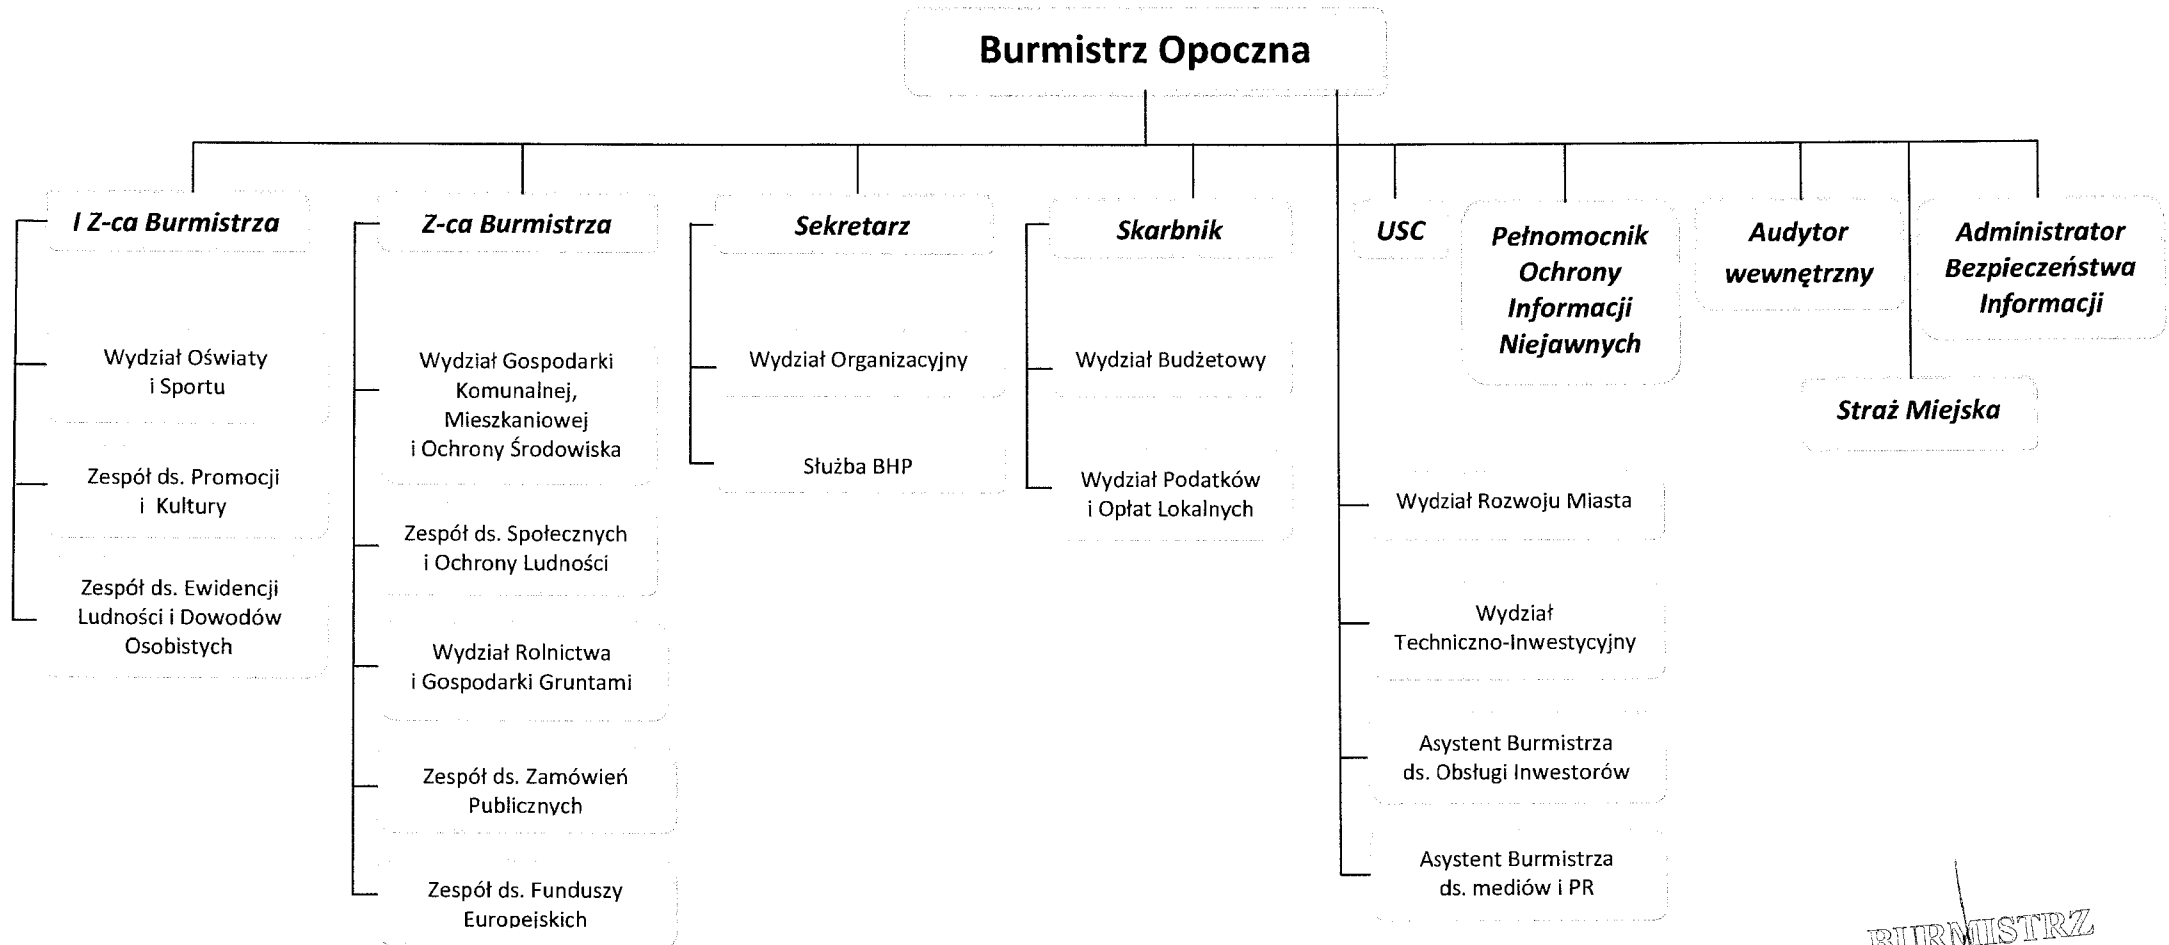 Burmistrz Opoczna
I Z-ca Burmistrza
Wydział Oświaty
i Sportu
Zespół ds. Promocji
i Kultury
Zespół ds. Ewidencji
Ludności i Dowodów
Osobistych
Z-ca Burmistrza
Wydział Gospodarki
Komunalnej,
Mieszkaniowej
i Ochrony Środowiska
Zespół ds. Społecznych
i Ochrony Ludności
Wydział Rolnictwa
i Gospodarki Gruntami
Zespół ds. Zamówień
Publicznych
Zespół ds. Funduszy
Europejskich
Sekretarz
Wydział Organizacyjny
Służba BHP
Skarbnik
Wydział Budżetowy
Wydział Podatków
i Opłat Lokalnych
USC
Pełnomocnik
Ochrony
Informacji
Niejawnych
Audytor
wewnętrzny
Administrator
Bezpieczeństwa
Informacji
Straż Miejska
Wydział Rozwoju Miasta
Wydział
Techniczno-Inwestycyjny
Asystent Burmistrza
ds. Obsługi Inwestorów
Asystent Burmistrza
ds. mediów i PR
BURMISTRZ